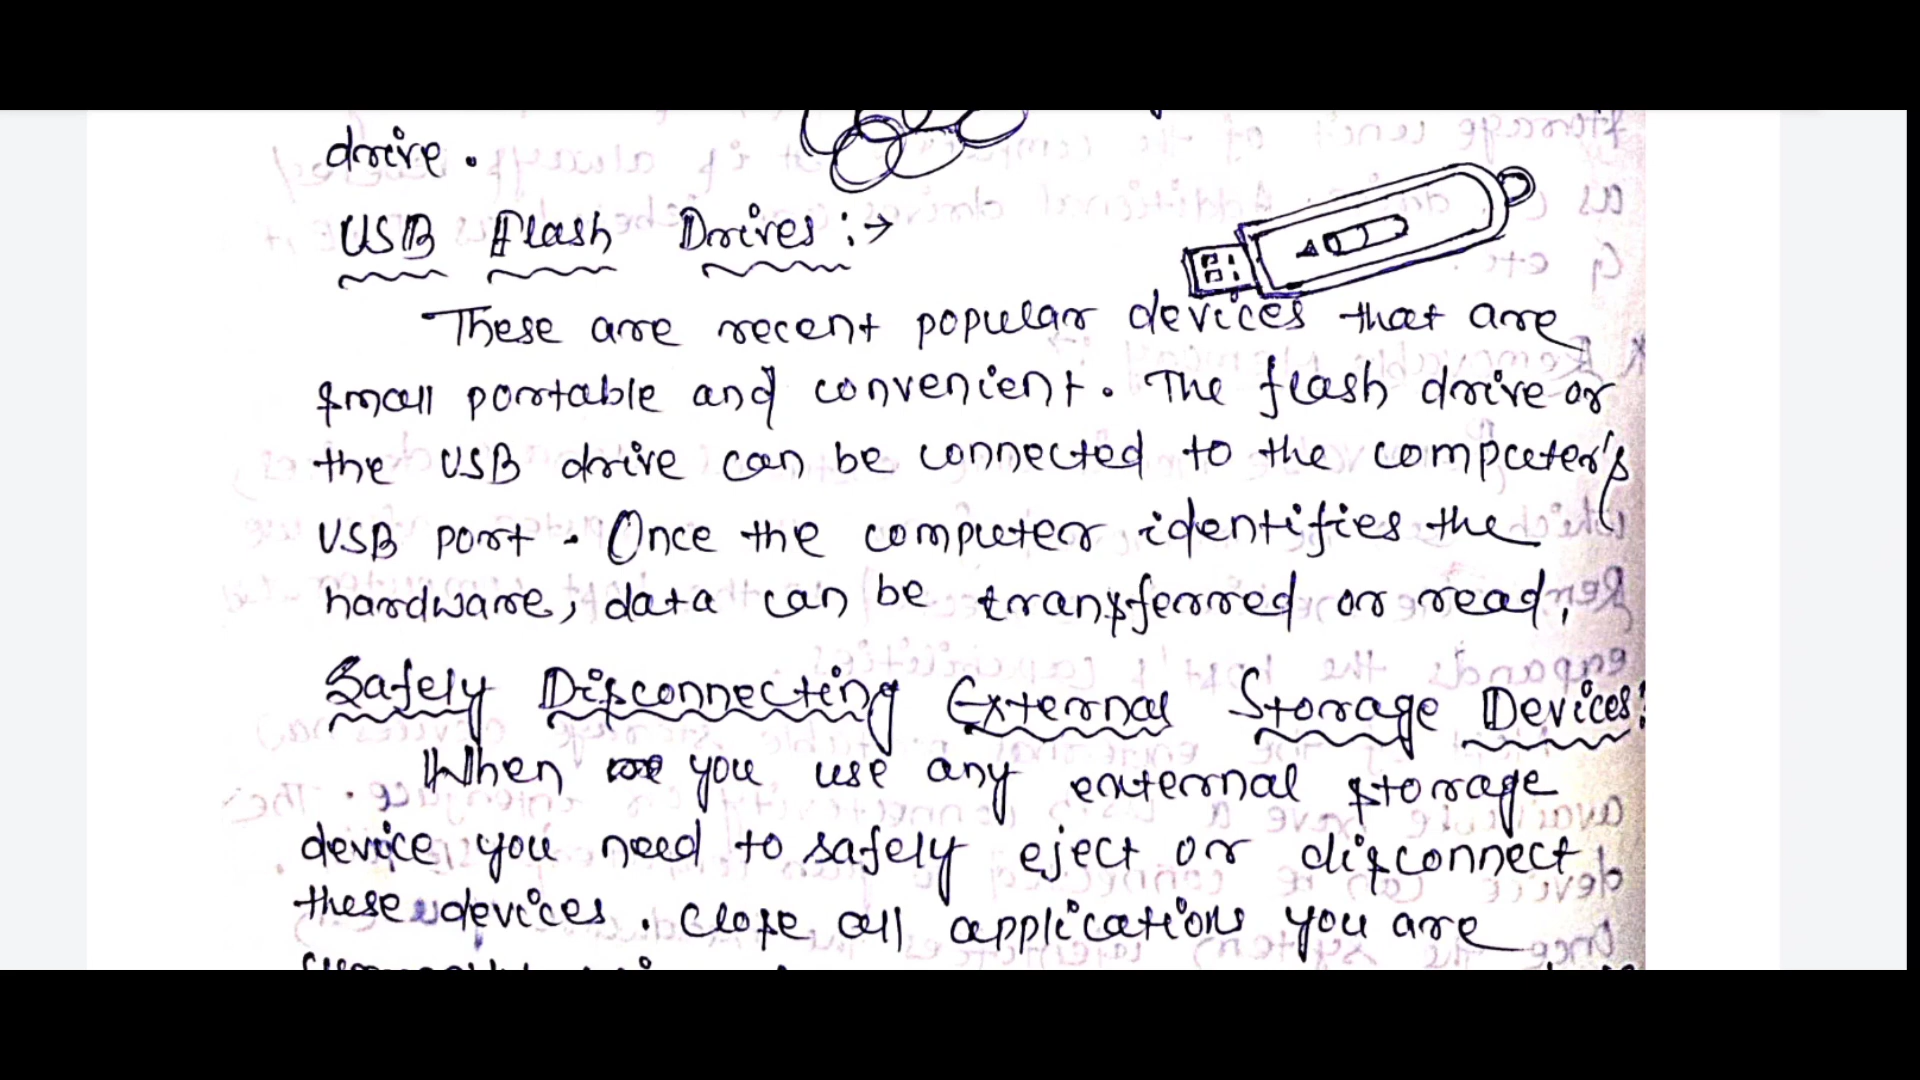 drive.
USB Flash Drives :→
These are recent popular devices that are
small portable and convenient. The flash drive or
the USB drive can be connected to the computer's
USB port. Once the computer identifies the
hardware, data can be transferred or read.
Safely Disconnecting External Storage Devices:
When you use any external storage
device you need to safely eject or disconnect
these devices. Close all applications you are